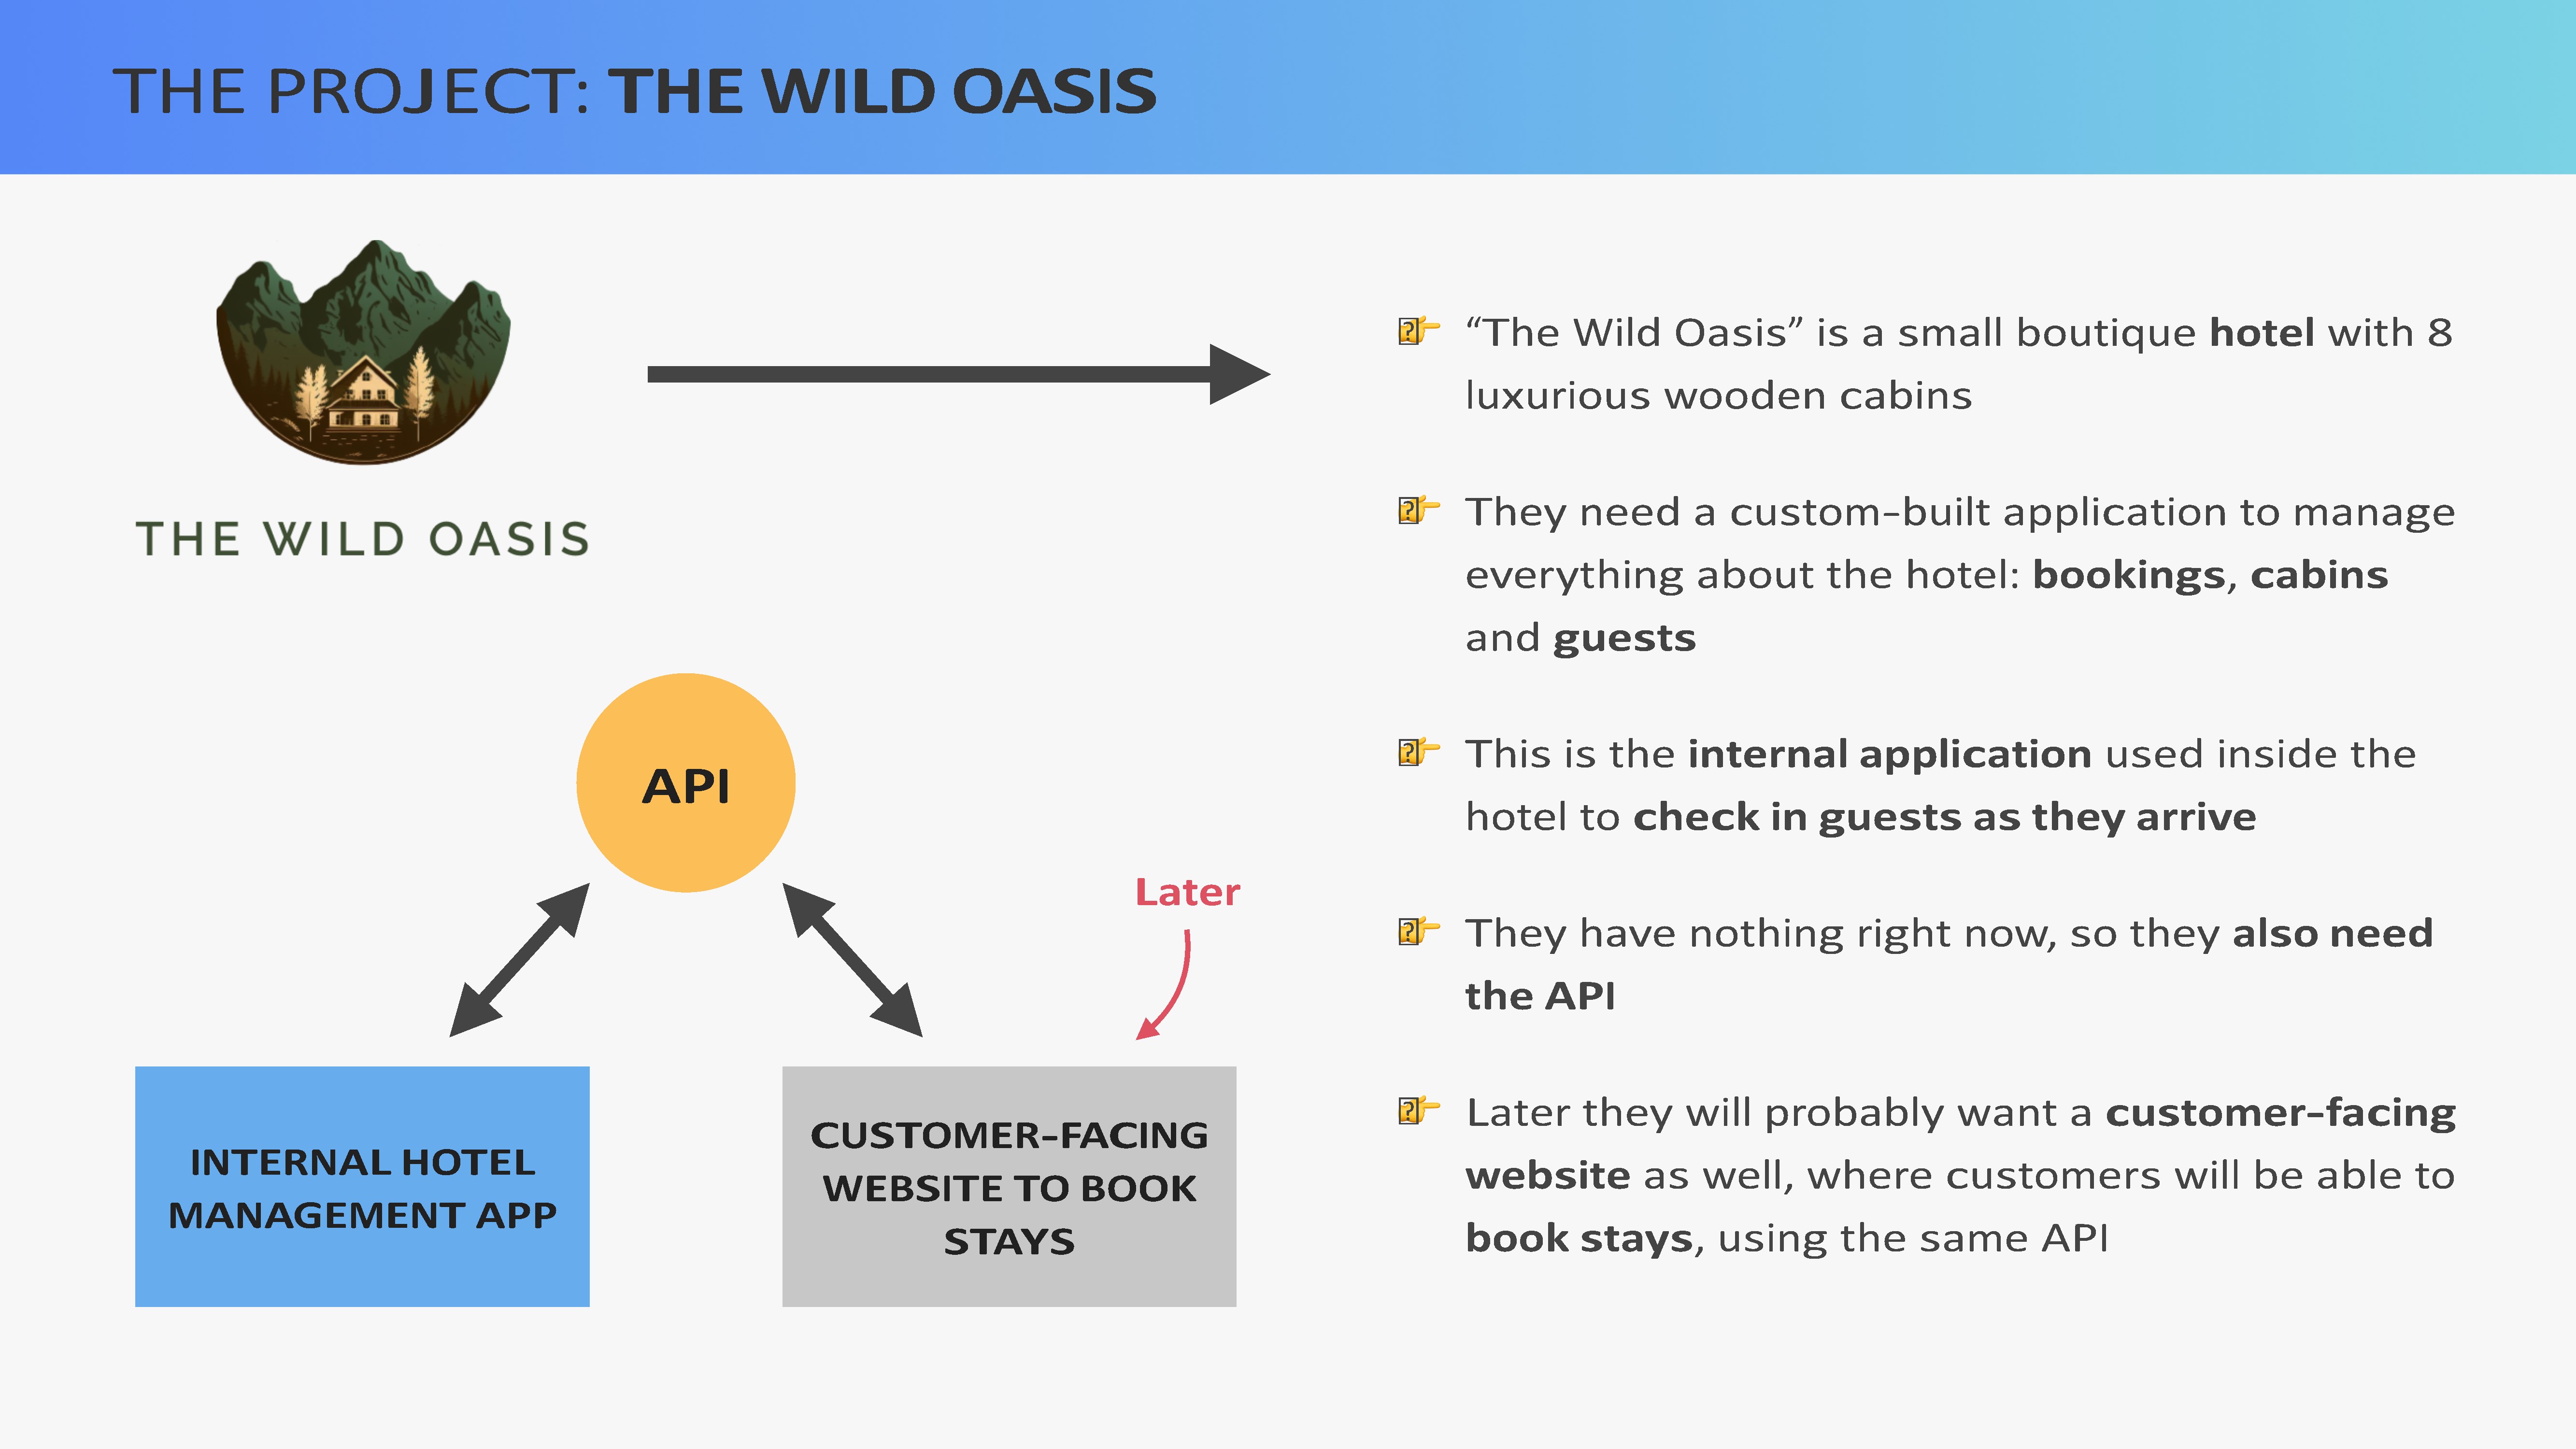 THE PROJECT: THE WILD OASIS
THE WILD OASIS
API
Later
INTERNAL HOTEL
MANAGEMENT APP
CUSTOMER-FACING
WEBSITE TO BOOK
STAYS
👉 “The Wild Oasis” is a small boutique hotel with 8
luxurious wooden cabins
👉 They need a custom-built application to manage
everything about the hotel: bookings, cabins
and guests
👉 This is the internal application used inside the
hotel to check in guests as they arrive
👉 They have nothing right now, so they also need
the API
👉 Later they will probably want a customer-facing
website as well, where customers will be able to
book stays, using the same API